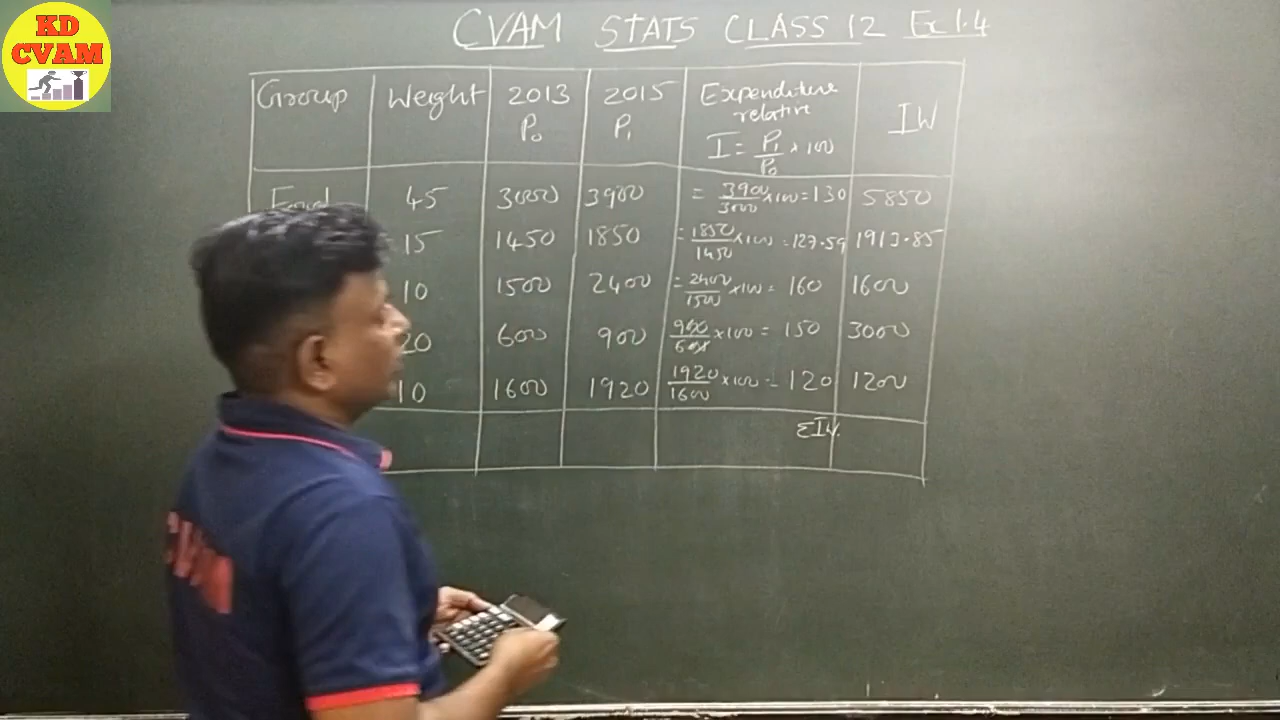 KD
CVAM
CVAM STATS CLASS 12 Ex 1.4
Group Weight 2013 P₀ 2015 P₁ Expenditure relative I = P₁/P₀ × 100 IW
Food 45 3000 3900 = 3900/3000 × 100 = 130 5850
15 1450 1850 = 1850/1450 × 100 = 127.59 1913.85
10 1500 2400 = 2400/1500 × 100 = 160 1600
20 600 900 900/600 × 100 = 150 3000
10 1600 1920 1920/1600 × 100 = 120 1200
ΣIW